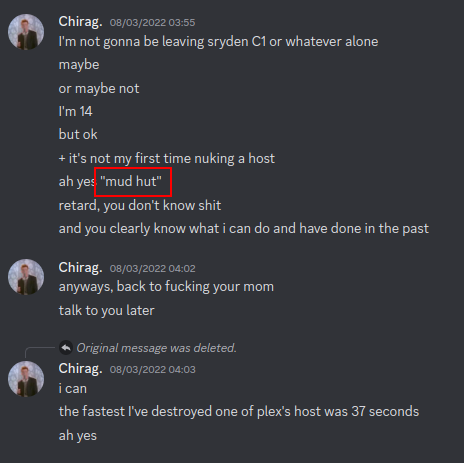 Chirag. 08/03/2022 03:55
I'm not gonna be leaving sryden C1 or whatever alone
maybe
or maybe not
I'm 14
but ok
+ it's not my first time nuking a host
ah yes "mud hut"
retard, you don't know shit
and you clearly know what i can do and have done in the past
Chirag. 08/03/2022 04:02
anyways, back to fucking your mom
talk to you later
Original message was deleted.
Chirag. 08/03/2022 04:03
i can
the fastest I've destroyed one of plex's host was 37 seconds
ah yes